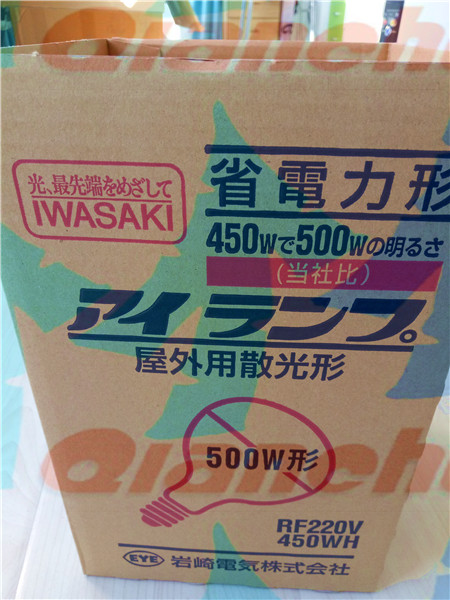 Qianchu
光、最先端をめざして
IWASAKI
省電力形
450Wで500Wの明るさ
(当社比)
アイ ランプ
屋外用散光形
500W形
RF220V
450WH
EYE 岩崎電気株式会社